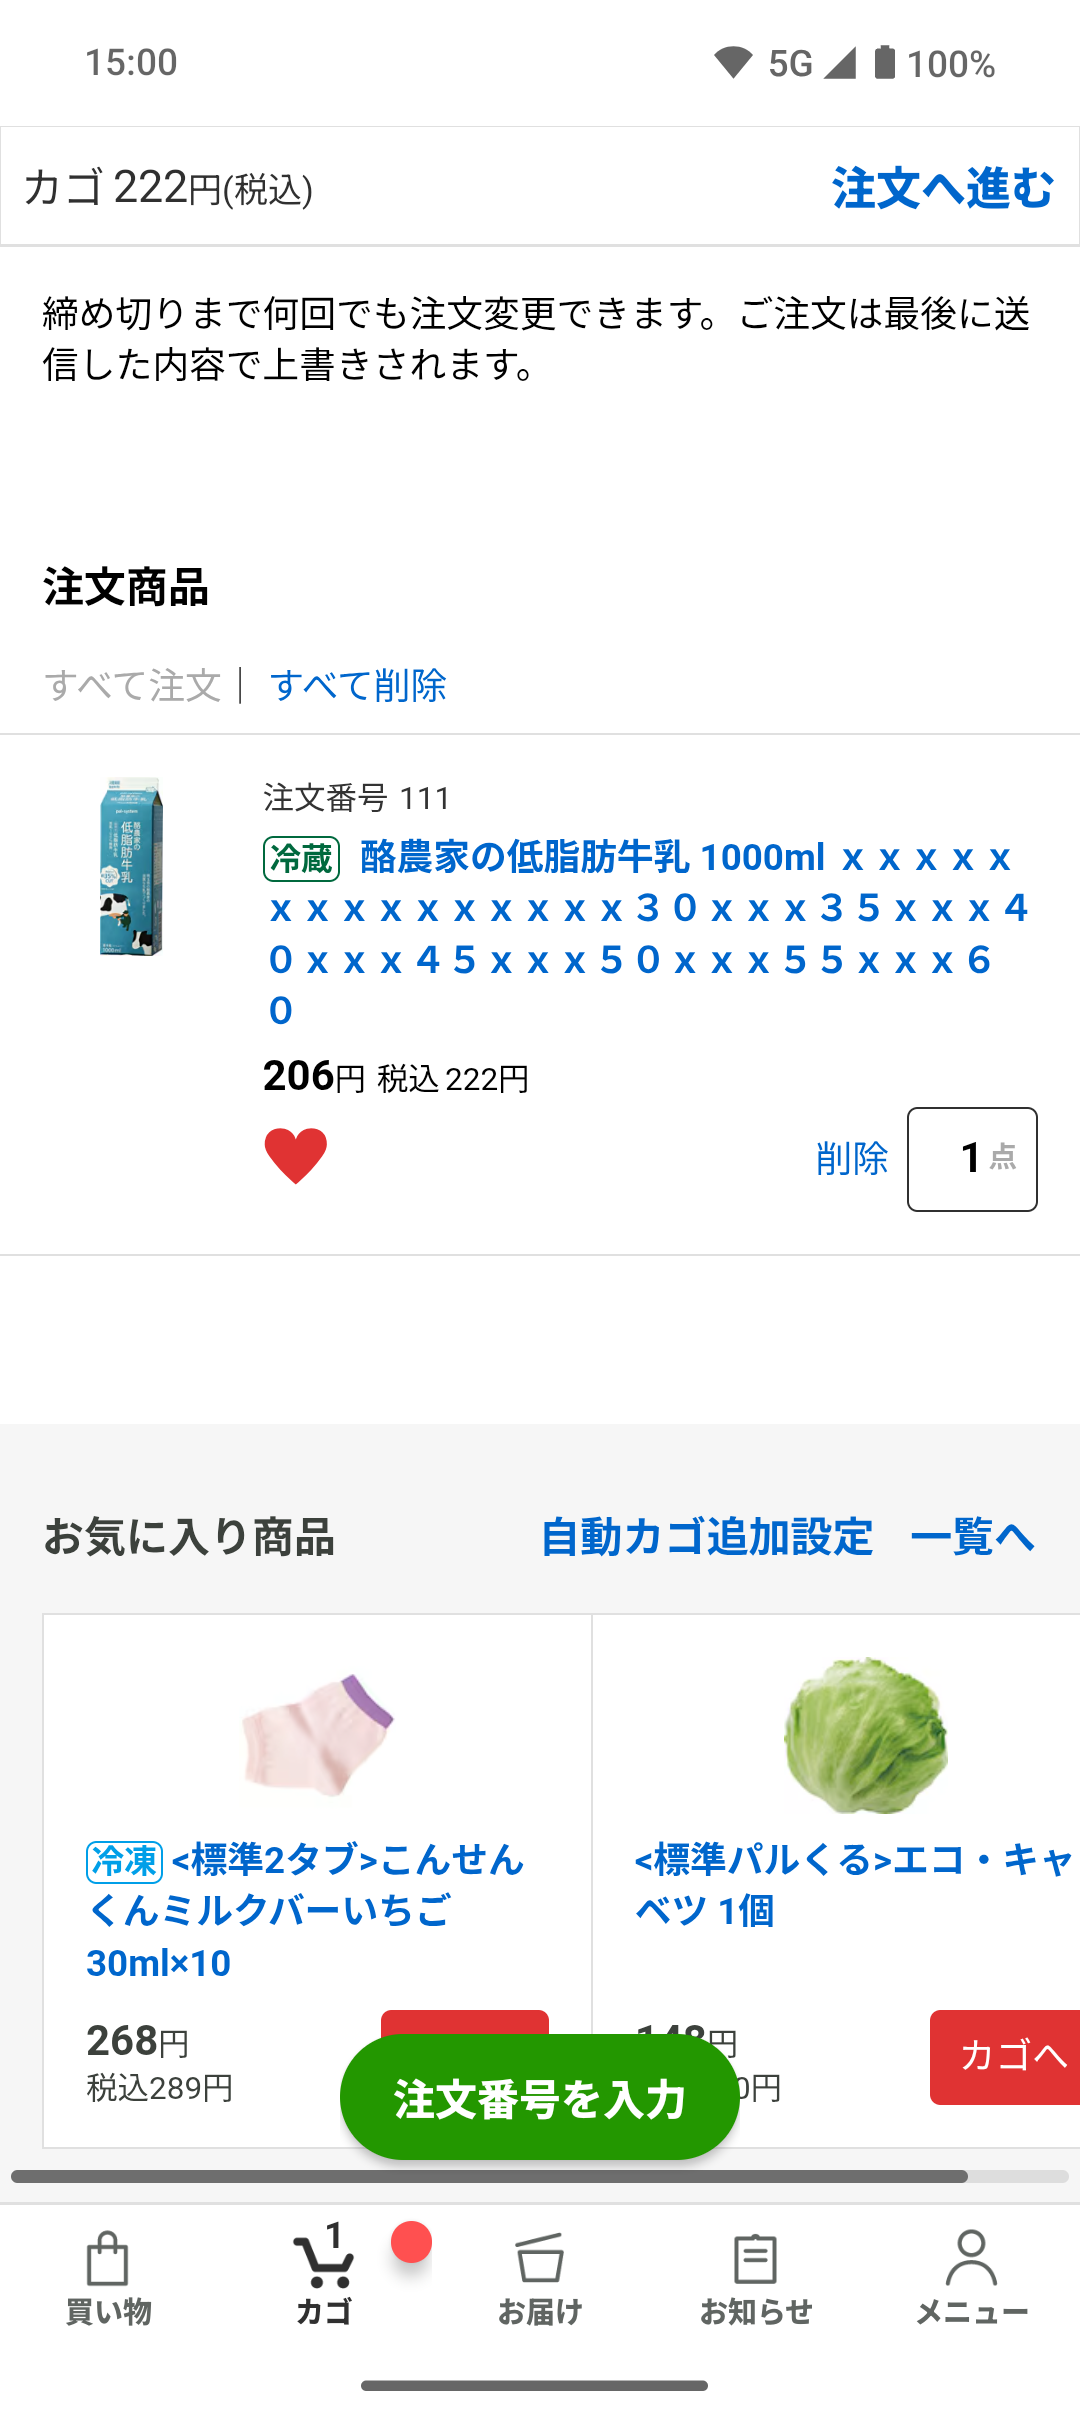 15:00
5G 100%
カゴ 222円(税込)
注文へ進む
締め切りまで何回でも注文変更できます。ご注文は最後に送
信した内容で上書きされます。
注文商品
すべて注文 | すべて削除
注文番号 111
冷蔵 酪農家の低脂肪牛乳 1000ml ｘｘｘｘｘ
ｘｘｘｘｘｘｘｘｘｘ３０ｘｘｘ３５ｘｘｘ４
０ｘｘｘ４５ｘｘｘ５０ｘｘｘ５５ｘｘｘ６
０
206円 税込 222円
削除 1 点
お気に入り商品
自動カゴ追加設定 一覧へ
冷凍 <標準2タブ>こんせん
くんミルクバーいちご
30ml×10
268円
税込289円
<標準パルくる>エコ・キャ
ベツ 1個
148円
0円
カゴへ
注文番号を入力
1
買い物
カゴ
お届け
お知らせ
メニュー